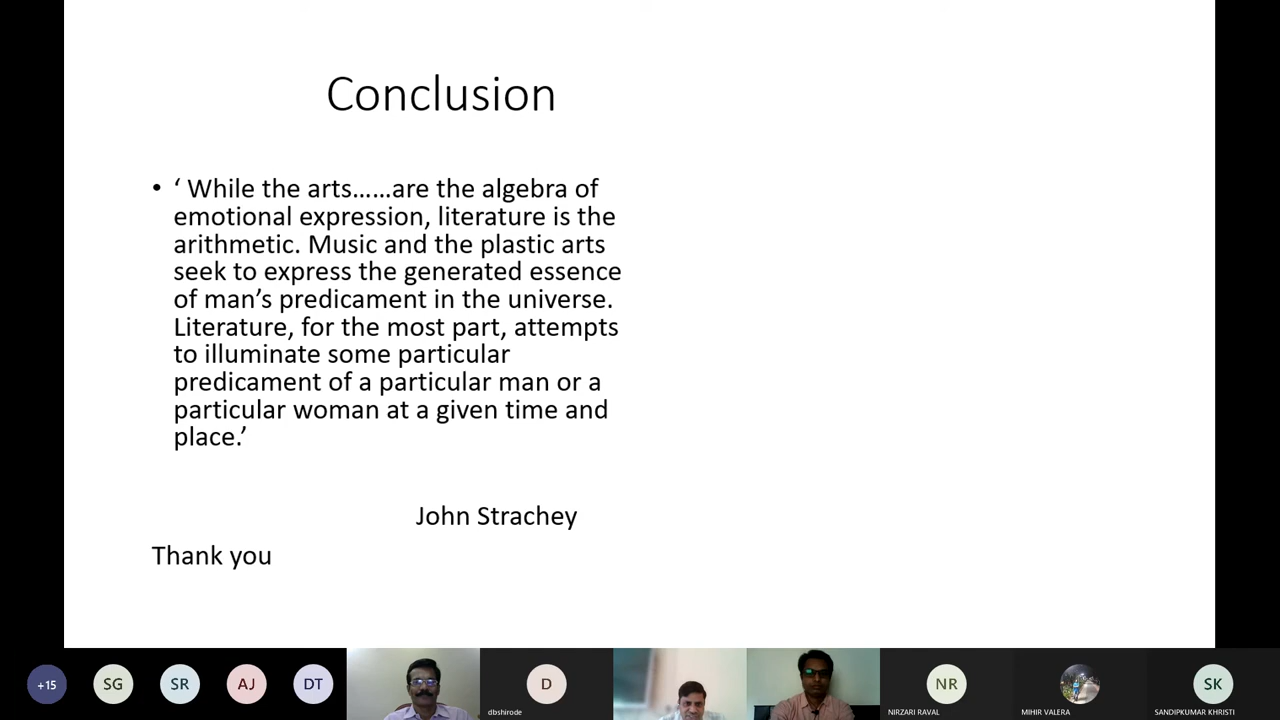 Conclusion
• ‘ While the arts……are the algebra of
emotional expression, literature is the
arithmetic. Music and the plastic arts
seek to express the generated essence
of man’s predicament in the universe.
Literature, for the most part, attempts
to illuminate some particular
predicament of a particular man or a
particular woman at a given time and
place.’
John Strachey
Thank you
+15
SG
SR
AJ
DT
D
dbshirode
NR
NIRZARI RAVAL
MIHIR VALERA
SK
SANDIPKUMAR KHRISTI